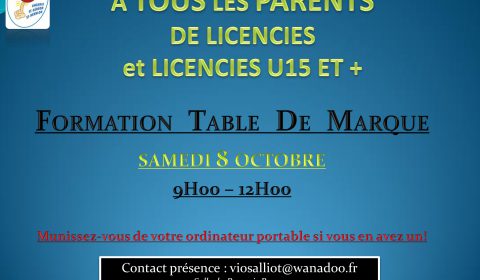 A TOUS LES PARENTS
DE LICENCIES
et LICENCIES U15 ET +
FORMATION TABLE DE MARQUE
SAMEDI 8 OCTOBRE
9H00 – 12H00
Munissez-vous de votre ordinateur portable si vous en avez un!
Contact présence : viosalliot@wanadoo.fr